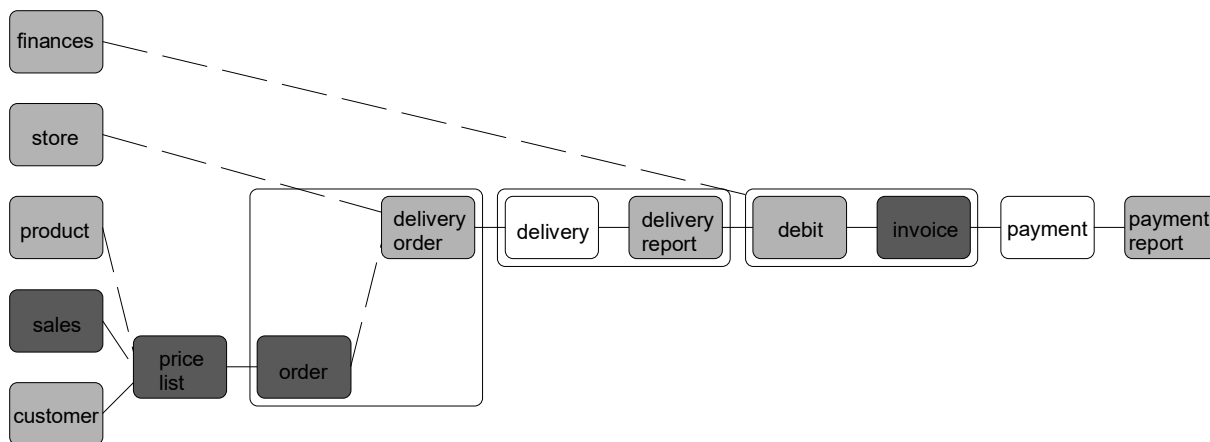 finances
store
product
sales
customer
price
list
order
delivery
order
delivery
delivery
report
debit
invoice
payment
payment
report